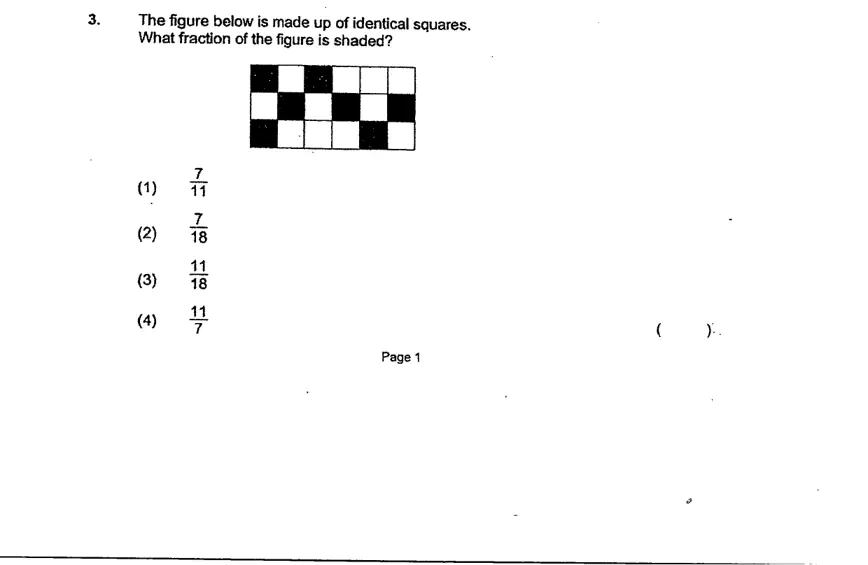 3. The figure below is made up of identical squares.
What fraction of the figure is shaded?
(1) 7/11
(2) 7/18
(3) 11/18
(4) 11/7
( )
Page 1